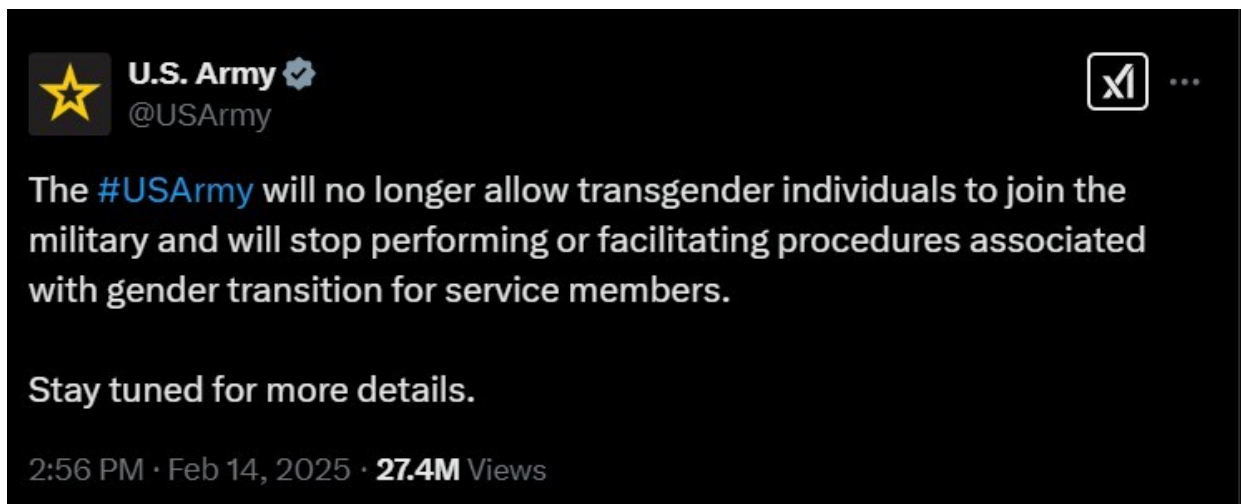 U.S. Army
@USArmy
The #USArmy will no longer allow transgender individuals to join the
military and will stop performing or facilitating procedures associated
with gender transition for service members.
Stay tuned for more details.
2:56 PM · Feb 14, 2025 · 27.4M Views